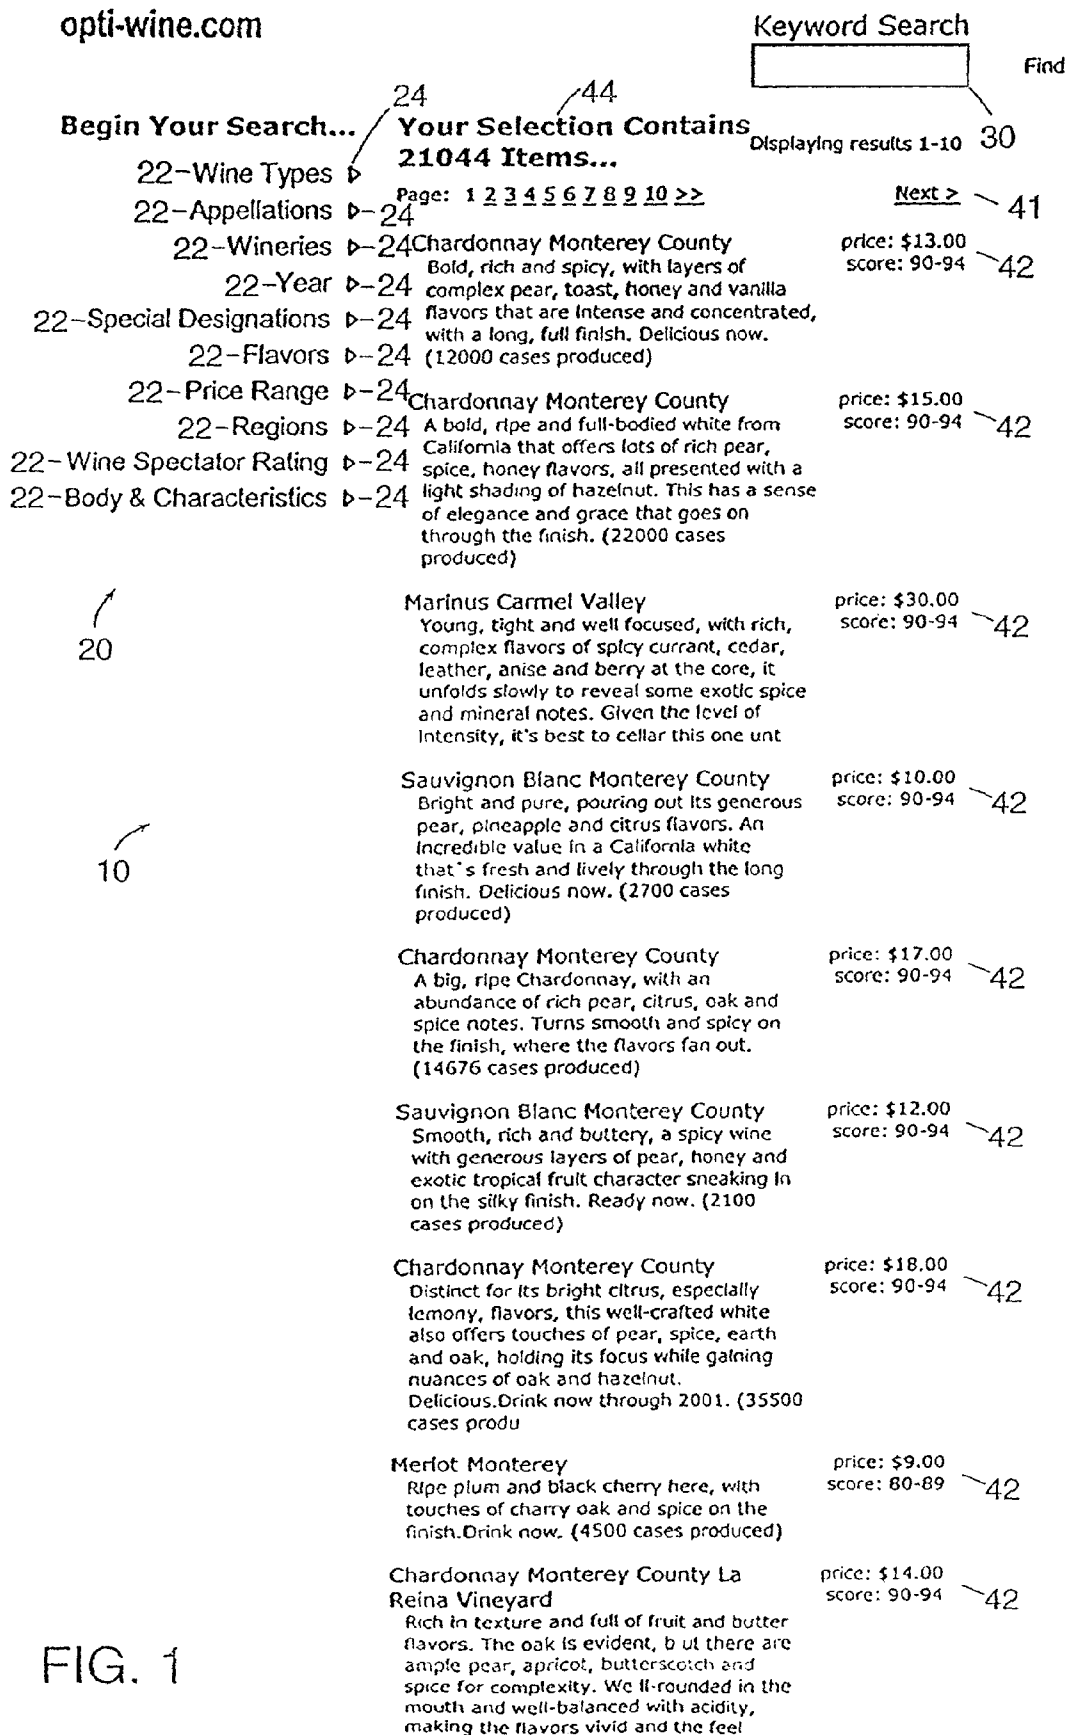 opti-wine.com
Keyword Search
Find
30
24
44
Begin Your Search...
Your Selection Contains
21044 Items...
Displaying results 1-10
22-Wine Types
22-Appellations
-24
22-Wineries
-24
22-Year
-24
22-Special Designations
-24
22-Flavors
-24
22-Price Range
-24
22-Regions
-24
22-Wine Spectator Rating
-24
22-Body & Characteristics
-24
20
10
Page: 1 2 3 4 5 6 7 8 9 10 >>
Next >
41
Chardonnay Monterey County
price: $13.00
score: 90-94
42
Bold, rich and spicy, with layers of
complex pear, toast, honey and vanilla
flavors that are intense and concentrated,
with a long, full finish. Delicious now.
(12000 cases produced)
Chardonnay Monterey County
price: $15.00
score: 90-94
42
A bold, ripe and full-bodied white from
California that offers lots of rich pear,
spice, honey flavors, all presented with a
light shading of hazelnut. This has a sense
of elegance and grace that goes on
through the finish. (22000 cases
produced)
Marinus Carmel Valley
price: $30.00
score: 90-94
42
Young, tight and well focused, with rich,
complex flavors of spicy currant, cedar,
leather, anise and berry at the core, it
unfolds slowly to reveal some exotic spice
and mineral notes. Given the level of
intensity, it's best to cellar this one unt
Sauvignon Blanc Monterey County
price: $10.00
score: 90-94
42
Bright and pure, pouring out its generous
pear, pineapple and citrus flavors. An
incredible value in a California white
that's fresh and lively through the long
finish. Delicious now. (2700 cases
produced)
Chardonnay Monterey County
price: $17.00
score: 90-94
42
A big, ripe Chardonnay, with an
abundance of rich pear, citrus, oak and
spice notes. Turns smooth and spicy on
the finish, where the flavors fan out.
(14676 cases produced)
Sauvignon Blanc Monterey County
price: $12.00
score: 90-94
42
Smooth, rich and buttery, a spicy wine
with generous layers of pear, honey and
exotic tropical fruit character sneaking in
on the silky finish. Ready now. (2100
cases produced)
Chardonnay Monterey County
price: $18.00
score: 90-94
42
Distinct for its bright citrus, especially
lemony, flavors, this well-crafted white
also offers touches of pear, spice, earth
and oak, holding its focus while gaining
nuances of oak and hazelnut.
Delicious.Drink now through 2001. (35500
cases produ
Merlot Monterey
price: $9.00
score: 80-89
42
Ripe plum and black cherry here, with
touches of charry oak and spice on the
finish.Drink now. (4500 cases produced)
Chardonnay Monterey County La
Reina Vineyard
price: $14.00
score: 90-94
42
Rich in texture and full of fruit and butter
flavors. The oak is evident, b ut there are
ample pear, apricot, butterscotch and
spice for complexity. We ll-rounded in the
mouth and well-balanced with acidity,
making the flavors vivid and the feel
FIG. 1